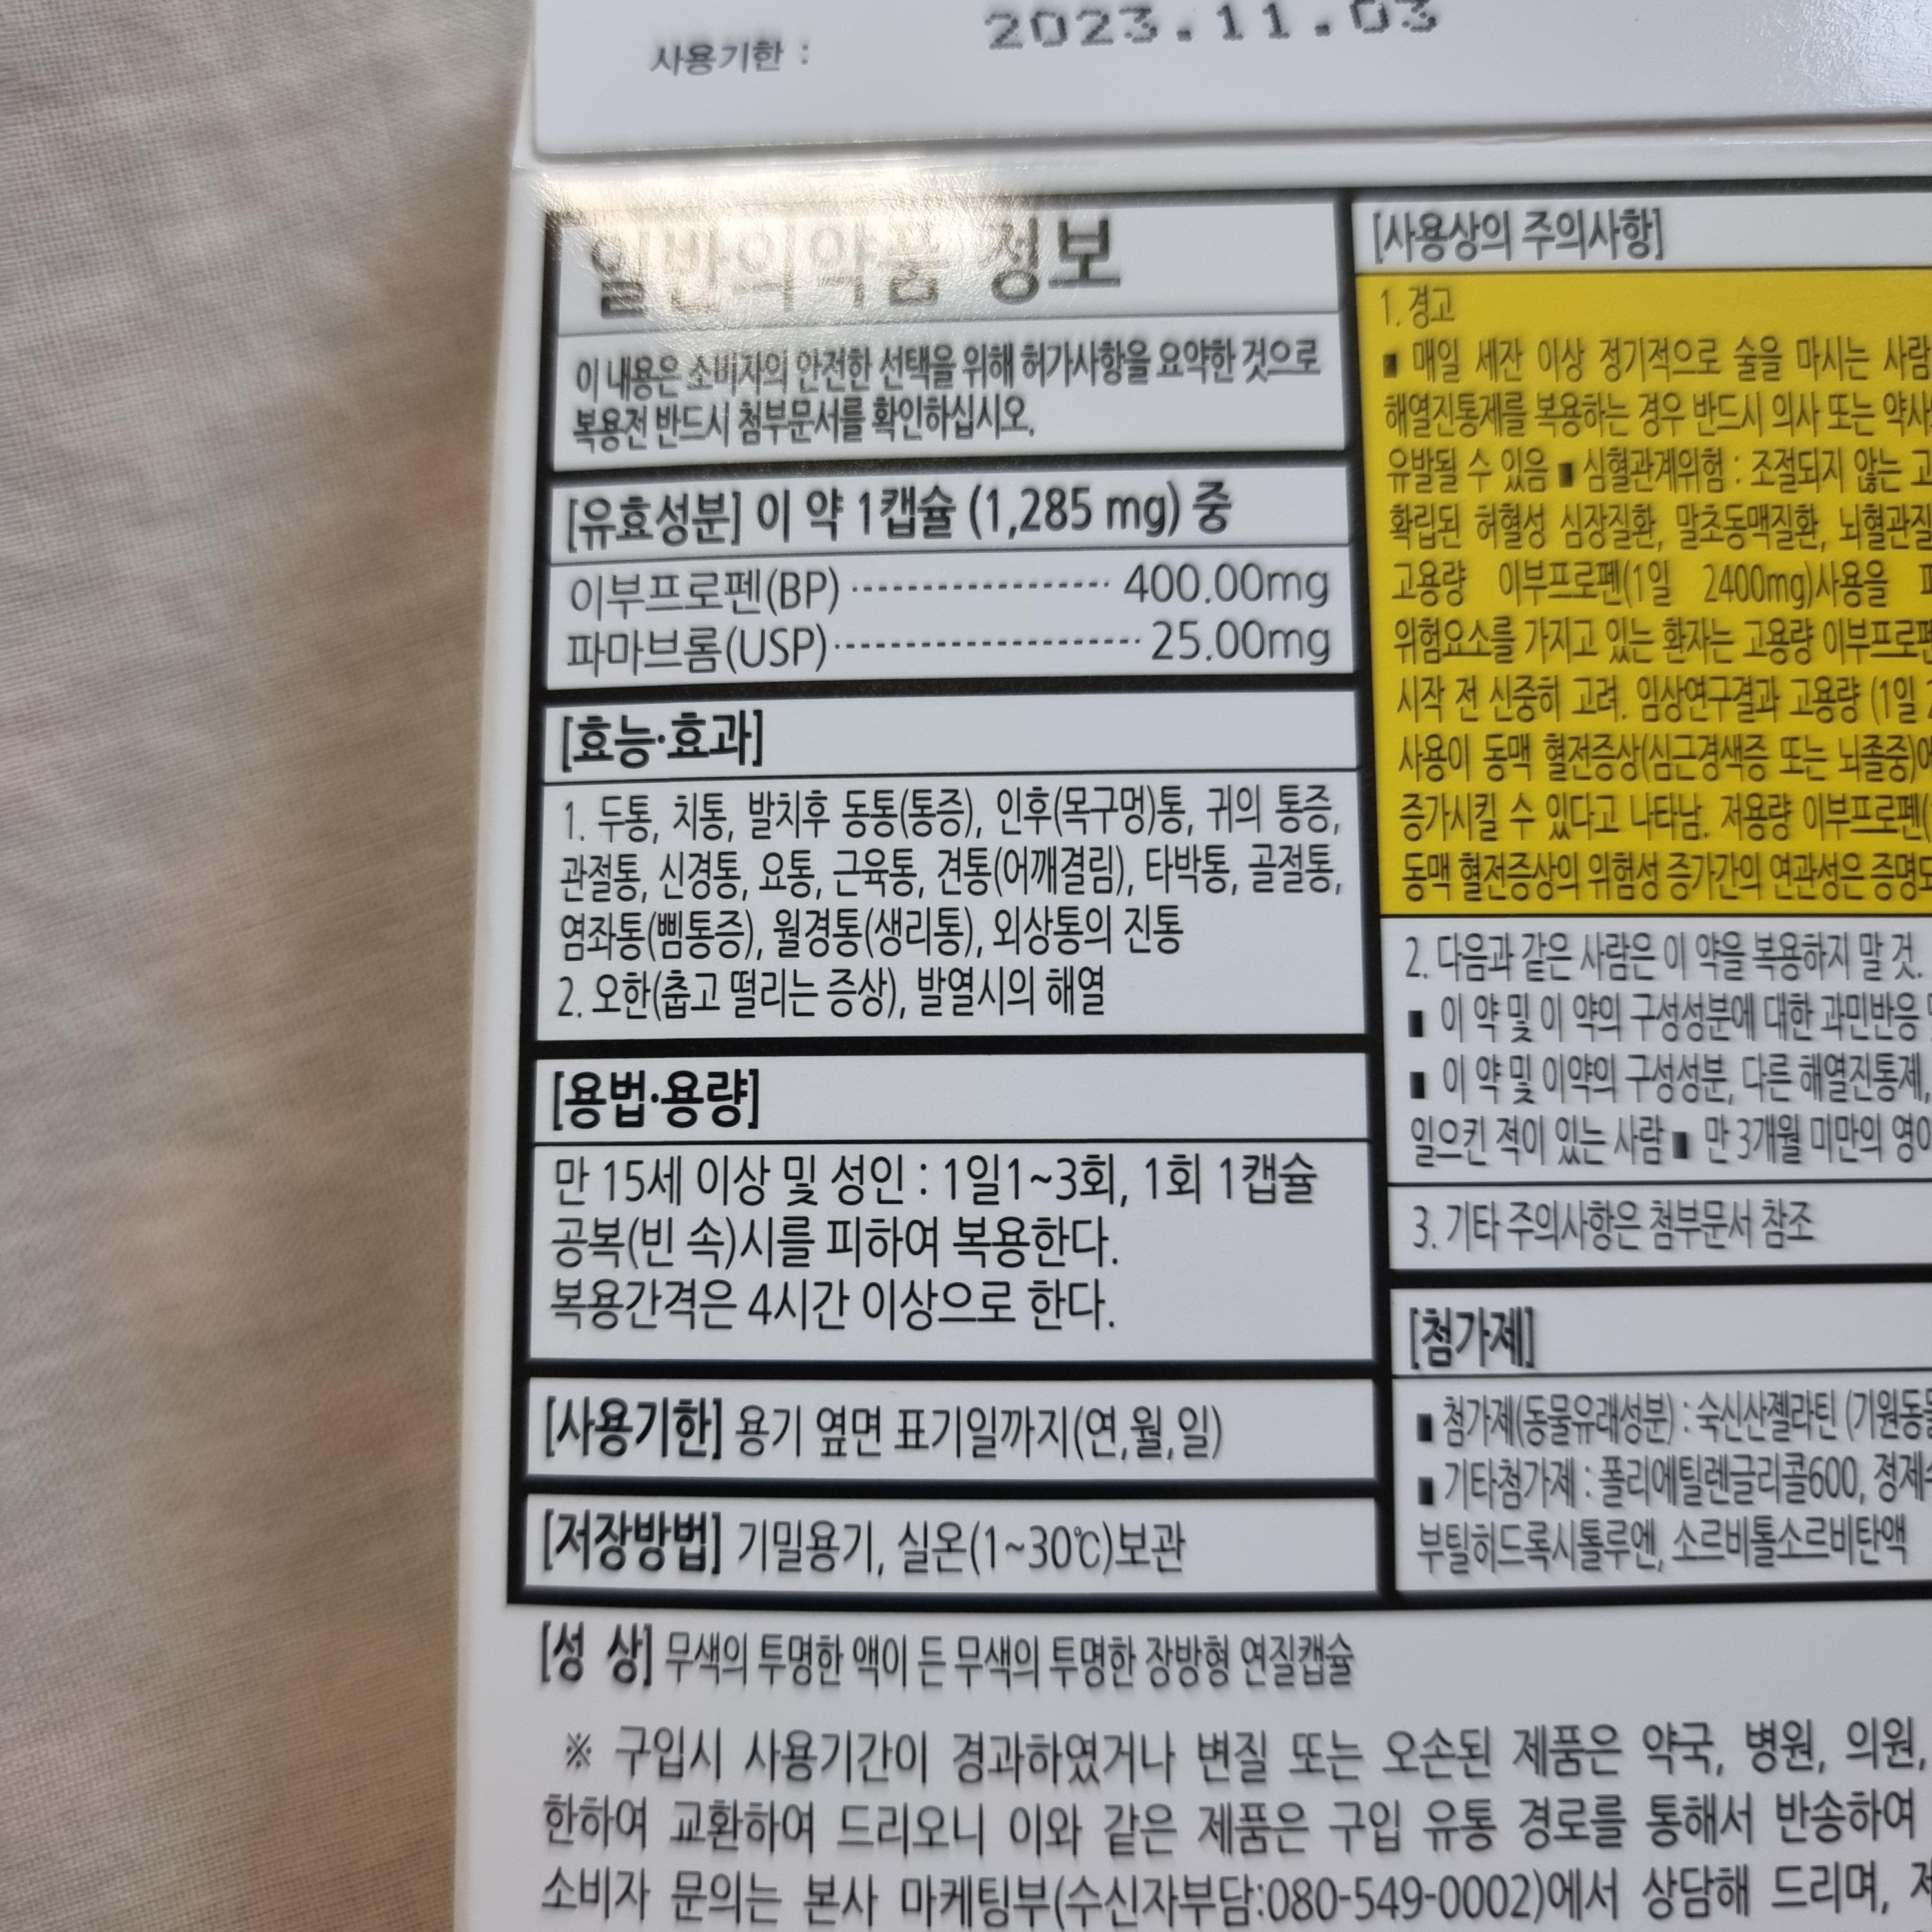 사용기한 : 2023.11.03
일반의약품 정보
이 내용은 소비자의 안전한 선택을 위해 허가사항을 요약한 것으로
복용전 반드시 첨부문서를 확인하십시오.
[유효성분] 이 약 1캡슐 (1,285 mg) 중
이부프로펜(BP) ······················ 400.00mg
파마브롬(USP) ························ 25.00mg
[효능·효과]
1. 두통, 치통, 발치후 동통(통증), 인후(목구멍)통, 귀의 통증,
관절통, 신경통, 요통, 근육통, 견통(어깨결림), 타박통, 골절통,
염좌통(삠통증), 월경통(생리통), 외상통의 진통
2. 오한(춥고 떨리는 증상), 발열시의 해열
[용법·용량]
만 15세 이상 및 성인 : 1일1~3회, 1회 1캡슐
공복(빈 속)시를 피하여 복용한다.
복용간격은 4시간 이상으로 한다.
[사용기한] 용기 옆면 표기일까지(연,월,일)
[저장방법] 기밀용기, 실온(1~30℃)보관
[사용상의 주의사항]
1. 경고
■ 매일 세잔 이상 정기적으로 술을 마시는 사람
해열진통제를 복용하는 경우 반드시 의사 또는 약사
유발될 수 있음 ■ 심혈관계위험 : 조절되지 않는 고
확립된 허혈성 심장질환, 말초동맥질환, 뇌혈관질
고용량 이부프로펜(1일 2400mg)사용을
위험요소를 가지고 있는 환자는 고용량 이부프로펜
시작 전 신중히 고려. 임상연구결과 고용량 (1일
사용이 동맥 혈전증상(심근경색증 또는 뇌졸중)에
증가시킬 수 있다고 나타남. 저용량 이부프로펜(
동맥 혈전증상의 위험성 증가간의 연관성은 증명되
2. 다음과 같은 사람은 이 약을 복용하지 말 것.
■ 이 약 및 이 약의 구성성분에 대한 과민반응
■ 이 약 및 이약의 구성성분, 다른 해열진통제,
일으킨 적이 있는 사람 ■ 만 3개월 미만의 영아
3. 기타 주의사항은 첨부문서 참조
[첨가제]
■ 첨가제(동물유래성분) : 숙신산젤라틴 (기원동물
■ 기타첨가제 : 폴리에틸렌글리콜600, 정제수
부틸히드록시톨루엔, 소르비톨소르비탄액
[성 상] 무색의 투명한 액이 든 무색의 투명한 장방형 연질캡슐
※ 구입시 사용기간이 경과하였거나 변질 또는 오손된 제품은 약국, 병원, 의원,
한하여 교환하여 드리오니 이와 같은 제품은 구입 유통 경로를 통해서 반송하여
소비자 문의는 본사 마케팅부(수신자부담:080-549-0002)에서 상담해 드리며,